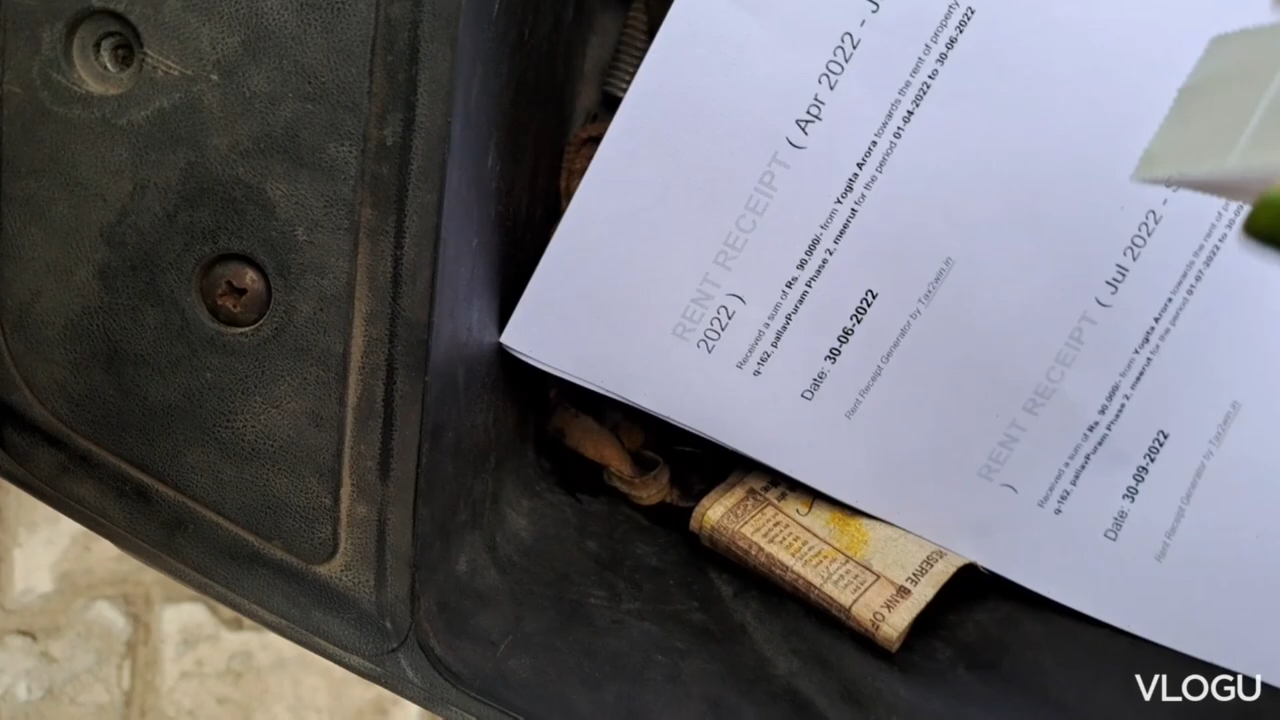 RENT RECEIPT ( Apr 2022 - J
2022 )
Received a sum of Rs. 90,000/- from Yogita Arora towards the rent of property
q-162, pallavPuram Phase 2, meerut for the period 01-04-2022 to 30-06-2022
Date: 30-06-2022
Rent Receipt Generator by Tax2win.in
RENT RECEIPT ( Jul 2022 - S
)
Received a sum of Rs. 90,000/- from Yogita Arora towards the rent of
q-162, pallavPuram Phase 2, meerut for the period 01-07-2022 to 30-09
Date: 30-09-2022
Rent Receipt Generator by Tax2win.in
RESERVE BANK OF
VLOGU